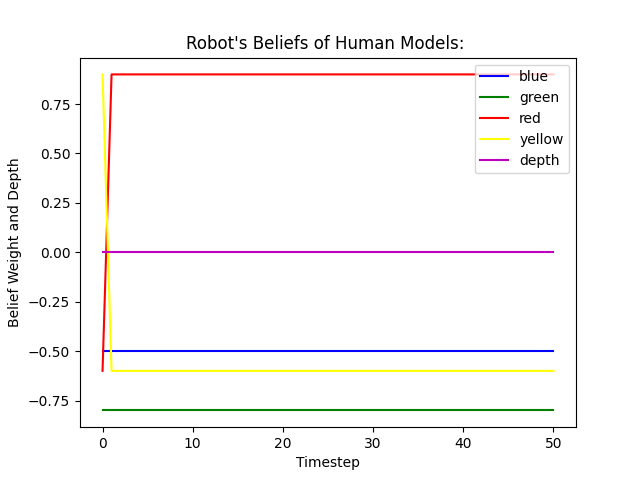 Robot's Beliefs of Human Models:
blue
green
red
yellow
depth
0.75
0.50
0.25
0.00
−0.25
−0.50
−0.75
Belief Weight and Depth
0 10 20 30 40 50
Timestep